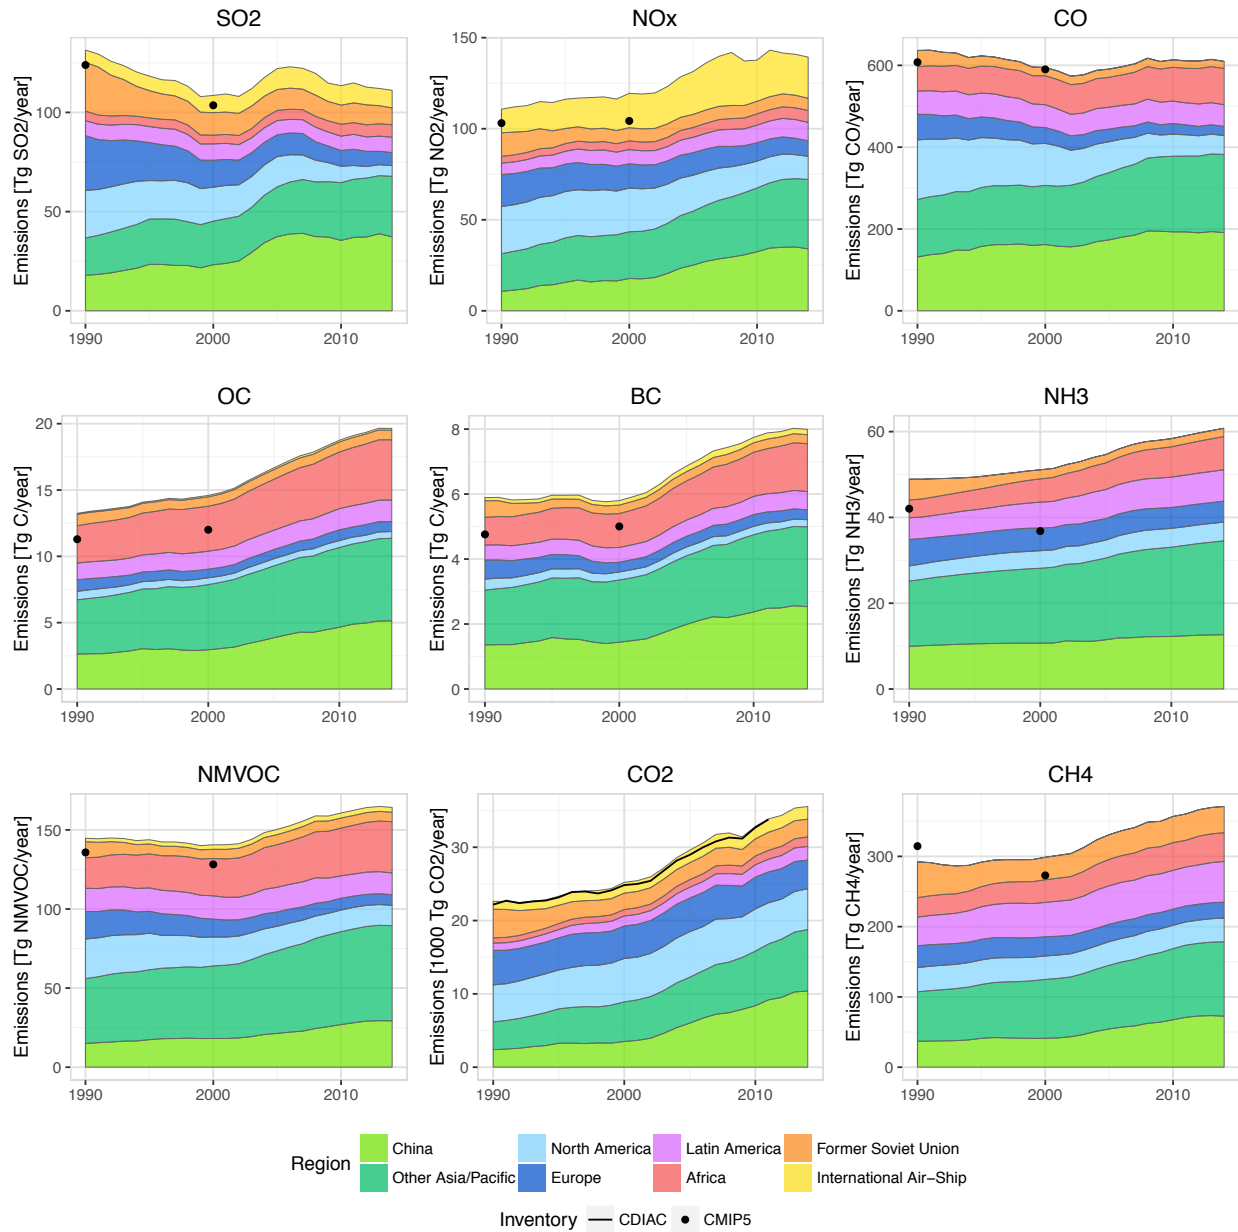 SO2
NOx
CO
Emissions [Tg SO2/year]
100
50
0
1990
2000
2010
Emissions [Tg NO2/year]
150
100
50
0
1990
2000
2010
Emissions [Tg CO/year]
600
400
200
0
1990
2000
2010
OC
BC
NH3
Emissions [Tg C/year]
20
15
10
5
0
1990
2000
2010
Emissions [Tg C/year]
8
6
4
2
0
1990
2000
2010
Emissions [Tg NH3/year]
60
40
20
0
1990
2000
2010
NMVOC
CO2
CH4
Emissions [Tg NMVOC/year]
150
100
50
0
1990
2000
2010
Emissions [1000 Tg CO2/year]
30
20
10
0
1990
2000
2010
Emissions [Tg CH4/year]
300
200
100
0
1990
2000
2010
Region
China
North America
Latin America
Former Soviet Union
Other Asia/Pacific
Europe
Africa
International Air−Ship
Inventory
CDIAC
CMIP5